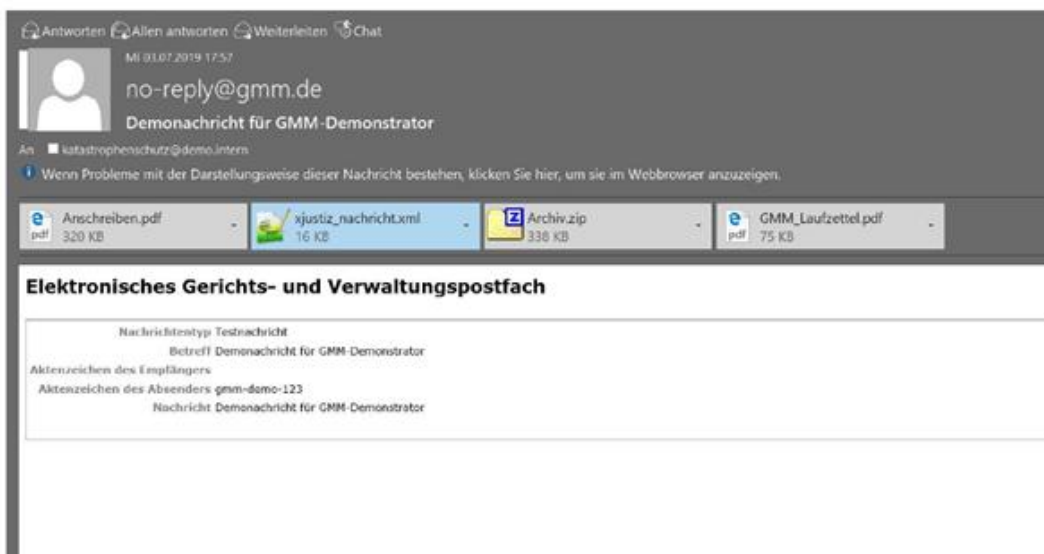 Antworten Allen antworten Weiterleiten Chat
Mi 03.07.2019 17:57
no-reply@gmm.de
Demonachricht für GMM-Demonstrator
An katastrophenschutz@demo.intern
Wenn Probleme mit der Darstellungsweise dieser Nachricht bestehen, klicken Sie hier, um sie im Webbrowser anzuzeigen.
Anschreiben.pdf xjustiz_nachricht.xml Archiv.zip GMM_Laufzettel.pdf
pdf 320 KB 16 KB 338 KB pdf 75 KB
Elektronisches Gerichts- und Verwaltungspostfach
Nachrichtentyp Testnachricht
Betreff Demonachricht für GMM-Demonstrator
Aktenzeichen des Empfängers
Aktenzeichen des Absenders gmm-demo-123
Nachricht Demonachricht für GMM-Demonstrator